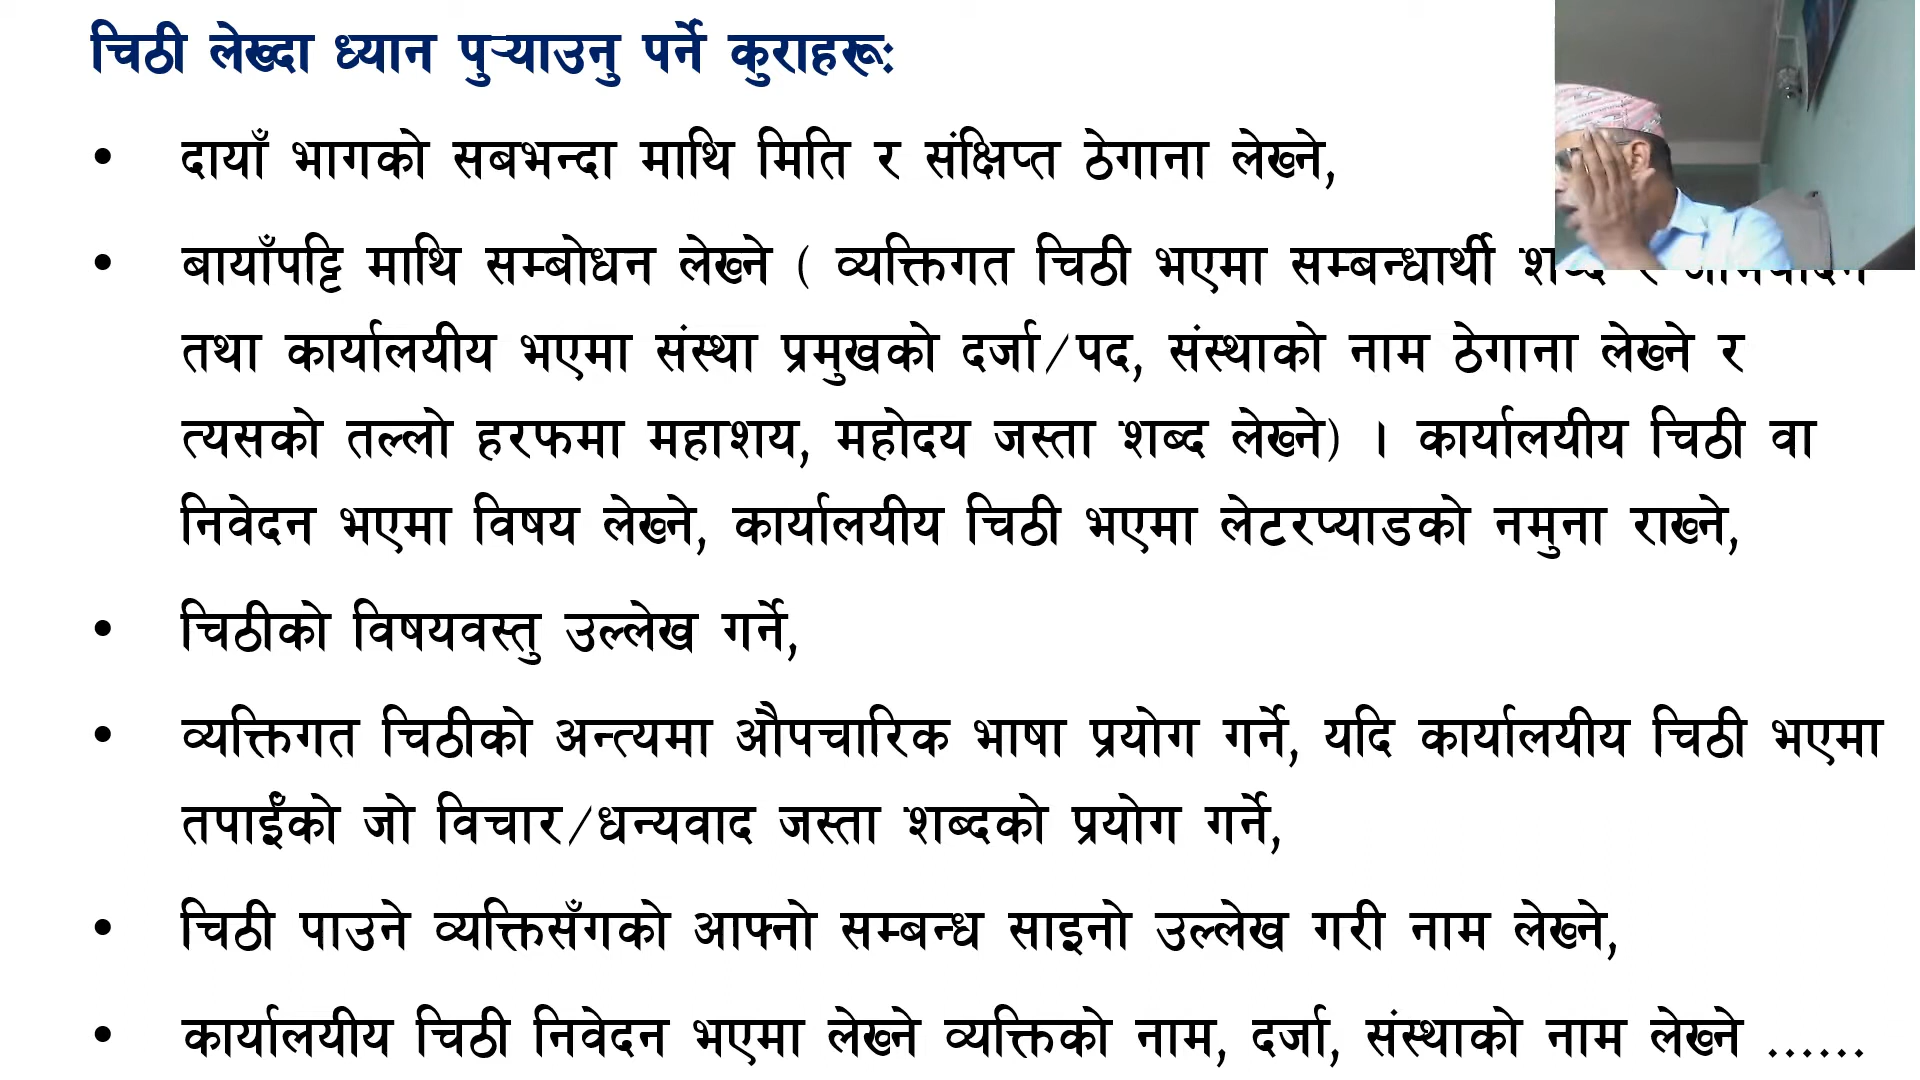 चिठी लेख्दा ध्यान पुऱ्याउनु पर्ने कुराहरूः
• दायाँ भागको सबभन्दा माथि मिति र संक्षिप्त ठेगाना लेख्ने,
• बायाँपट्टि माथि सम्बोधन लेख्ने ( व्यक्तिगत चिठी भएमा सम्बन्धार्थी
तथा कार्यालयीय भएमा संस्था प्रमुखको दर्जा/पद, संस्थाको नाम ठेगाना लेख्ने र
त्यसको तल्लो हरफमा महाशय, महोदय जस्ता शब्द लेख्ने) । कार्यालयीय चिठी वा
निवेदन भएमा विषय लेख्ने, कार्यालयीय चिठी भएमा लेटरप्याडको नमुना राख्ने,
• चिठीको विषयवस्तु उल्लेख गर्ने,
• व्यक्तिगत चिठीको अन्त्यमा औपचारिक भाषा प्रयोग गर्ने, यदि कार्यालयीय चिठी भएमा
तपाईँको जो विचार/धन्यवाद जस्ता शब्दको प्रयोग गर्ने,
• चिठी पाउने व्यक्तिसँगको आफ्नो सम्बन्ध साइनो उल्लेख गरी नाम लेख्ने,
• कार्यालयीय चिठी निवेदन भएमा लेख्ने व्यक्तिको नाम, दर्जा, संस्थाको नाम लेख्ने ......